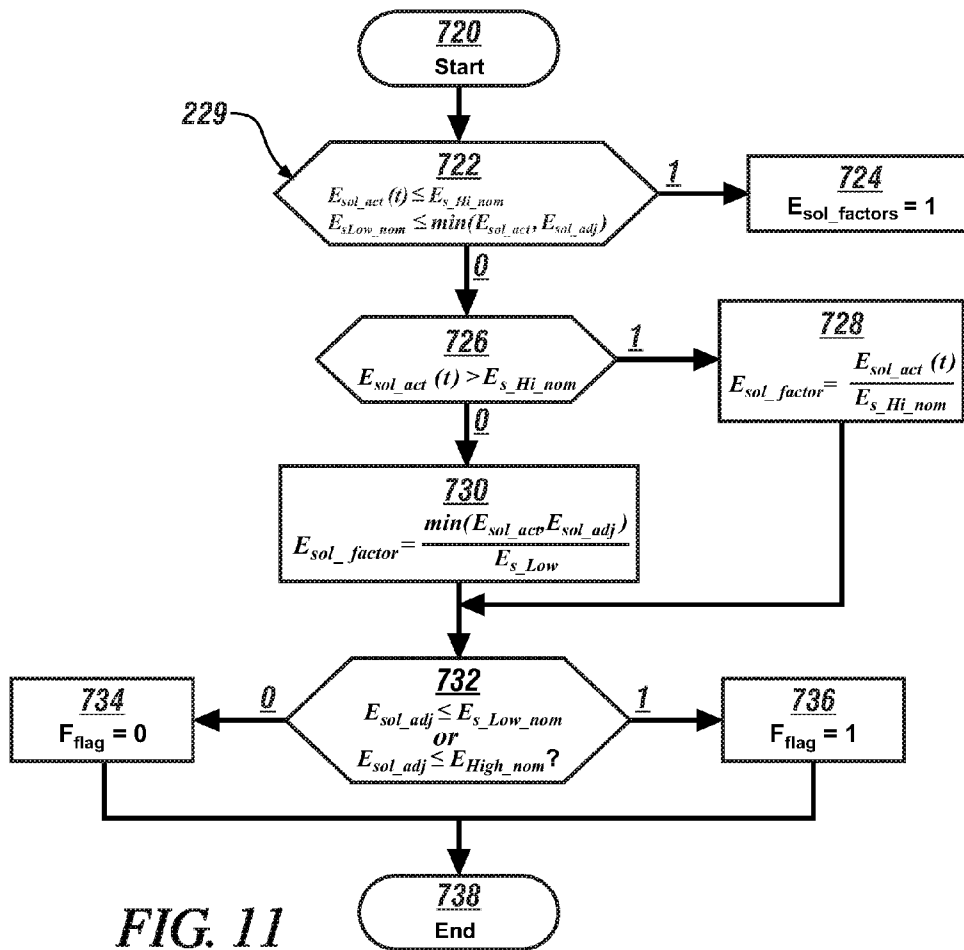 720
Start
229
722
E_sol_act (t) ≤ E_s_Hi_nom
E_sLow_nom ≤ min(E_sol_act, E_sol_adj)
1
724
E_sol_factors = 1
0
726
E_sol_act (t) > E_s_Hi_nom
1
728
E_sol_factor = E_sol_act (t) / E_s_Hi_nom
0
730
E_sol_factor = min(E_sol_act, E_sol_adj) / E_s_Low
732
E_sol_adj ≤ E_s_Low_nom
or
E_sol_adj ≤ E_High_nom ?
0
734
F_flag = 0
1
736
F_flag = 1
738
End
FIG. 11